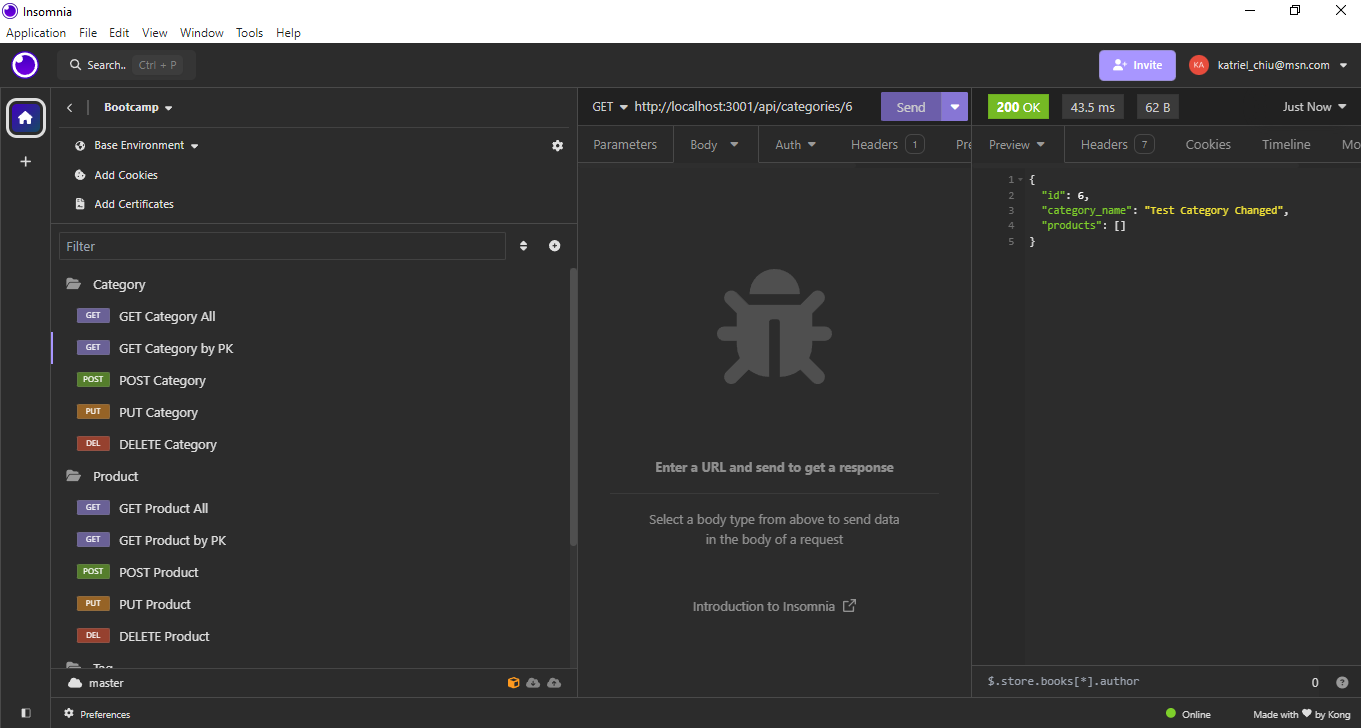 Insomnia
Application File Edit View Window Tools Help
Search.. Ctrl + P
Invite
KA katriel_chiu@msn.com
Bootcamp
Base Environment
Add Cookies
Add Certificates
Filter
Category
GET GET Category All
GET GET Category by PK
POST POST Category
PUT PUT Category
DEL DELETE Category
Product
GET GET Product All
GET GET Product by PK
POST POST Product
PUT PUT Product
DEL DELETE Product
Tag
master
Preferences
GET http://localhost:3001/api/categories/6 Send
Parameters Body Auth Headers 1 Pre
Enter a URL and send to get a response
Select a body type from above to send data
in the body of a request
Introduction to Insomnia
200 OK 43.5 ms 62 B Just Now
Preview Headers 7 Cookies Timeline Mo
1 {
2 "id": 6,
3 "category_name": "Test Category Changed",
4 "products": []
5 }
$.store.books[*].author 0 ?
Online Made with ❤ by Kong